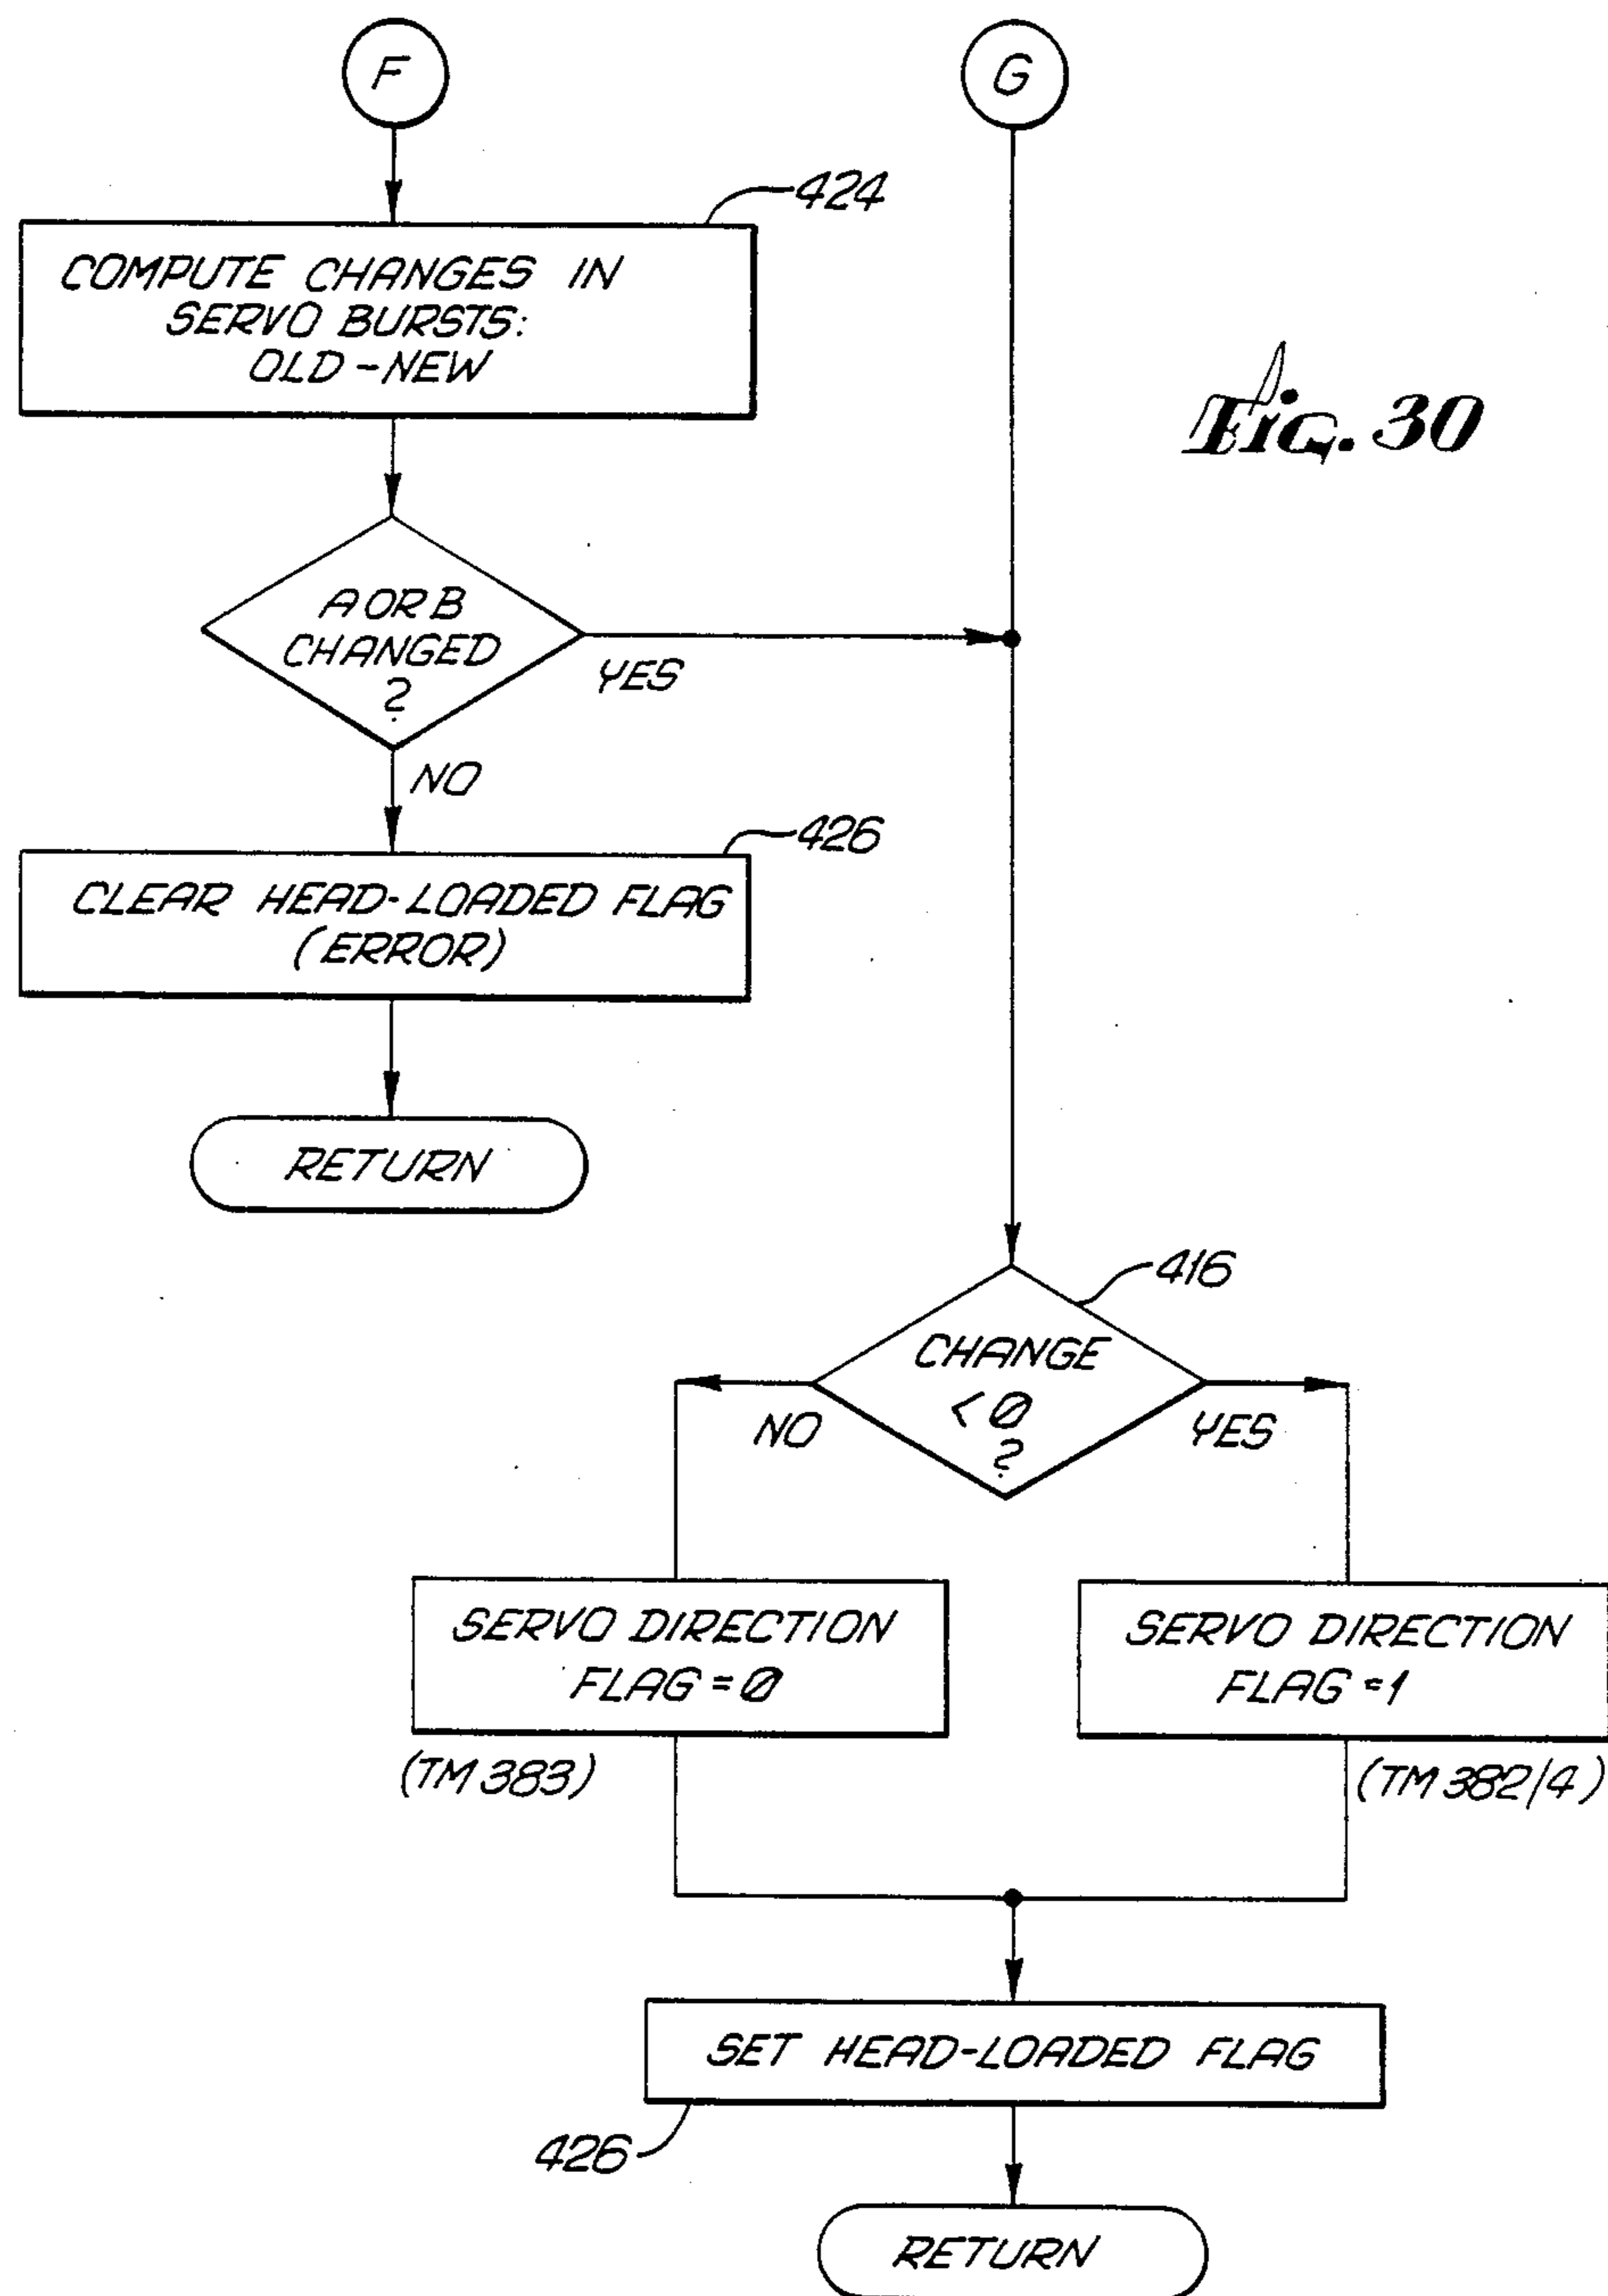 F
G
424
COMPUTE CHANGES IN
SERVO BURSTS:
OLD-NEW
Fig. 30
A OR B
CHANGED
?
YES
NO
426
CLEAR HEAD-LOADED FLAG
(ERROR)
RETURN
416
CHANGE
<0
?
NO
YES
SERVO DIRECTION
FLAG=0
SERVO DIRECTION
FLAG=1
(TM 383)
(TM 382/4)
SET HEAD-LOADED FLAG
426
RETURN